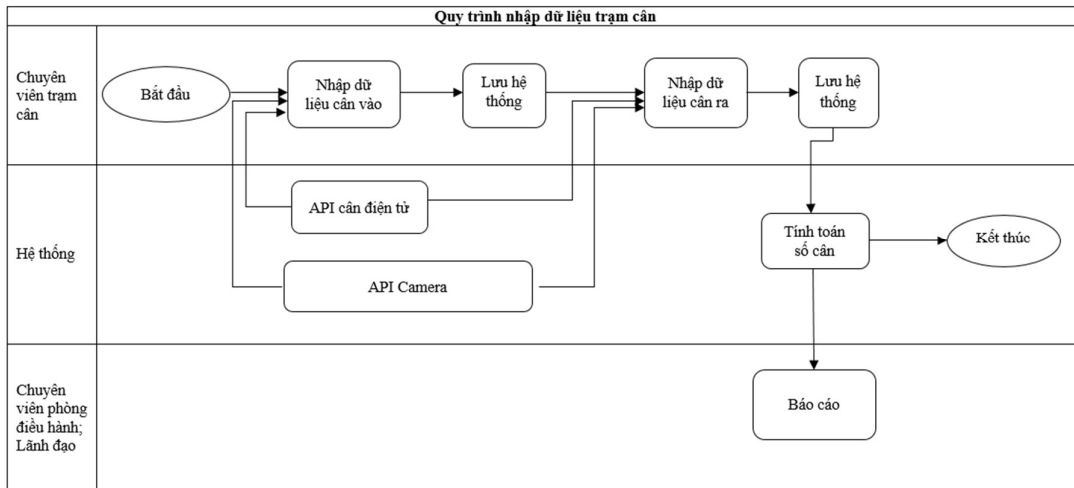 Quy trình nhập dữ liệu trạm cân
Chuyên
viên trạm
cân
Bắt đầu
Nhập dữ
liệu cân vào
Lưu hệ
thống
Nhập dữ
liệu cân ra
Lưu hệ
thống
Hệ thống
API cân điện tử
API Camera
Tính toán
số cân
Kết thúc
Chuyên
viên phòng
điều hành;
Lãnh đạo
Báo cáo